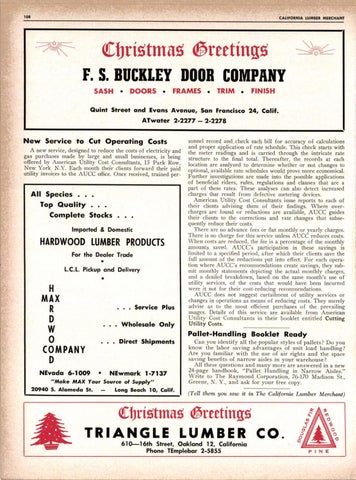 108
CALIFORNIA LUMBER MERCHANT
Christmas Greetings
F. S. BUCKLEY DOOR COMPANY
SASH • DOORS • FRAMES • TRIM • FINISH
Quint Street and Evans Avenue, San Francisco 24, Calif.
ATwater 2-2277 – 2-2278
New Service to Cut Operating Costs
A new service, designed to reduce the costs of electricity and
gas purchases made by large and small businesses, is being
offered by American Utility Cost Consultants, 15 Park Row,
New York N.Y. Each month their clients forward their paid
utility invoices to the AUCC office. Once received, trained per-
sonnel record and check each bill for accuracy of calculations
and proper application of rate schedule. This check starts with
the meter readings and is carried through the intricate rate
structure to the final total. Thereafter, the records at each
location are analyzed to determine whether or not changes to
optional, available rate schedules would prove more economical.
Further investigations are made into the possible applications
of beneficial riders, rules, regulations and clauses that are a
part of these rates. These analyses can also detect increased
charges that result from defective metering devices.
American Utility Cost Consultants issue reports to each of
their clients advising them of their findings. Where over-
charges are found or reductions are available, AUCC guides
their clients to the corrections and rate changes that subse-
quently reduce their costs.
There are no advance fees or flat monthly or yearly charges.
There is no charge for this service unless AUCC reduces costs.
When costs are reduced, the fee is a percentage of the monthly
amounts saved. AUCC's participation in these savings is
limited to a specified period, after which their clients save the
full amount of the reductions put into effect. For each opera-
tion where AUCC's recommendations create savings, they sub-
mit monthly statements depicting the actual monthly charges,
and a detailed breakdown, based on the same month's use of
utility services, of the costs that would have been incurred
were it not for their cost-reducing recommendations.
AUCC does not suggest curtailment of utility services or
changes in operations as means of reducing costs. They merely
advise as to the most efficient purchases of the prevailing
usages. Details of this service are available from American
Utility Cost Consultants in their booklet entitled Cutting
Utility Costs.
Pallet-Handling Booklet Ready
Can you identify all the popular styles of pallets? Do you
know the labor saving advantages of unit load handling?
Are you familiar with the use of air rights and the space
saving benefits of narrow aisles in your warehouse?
All these questions and many more are answered in a new
24-page handbook, "Pallet Handling in Narrow Aisles."
Write to The Raymond Corporation, 76-170 Madison St.,
Greene, N. Y., and ask for your free copy.
(Tell them you saw it in The California Lumber Merchant)
All Species . . .
Top Quality . . .
Complete Stocks . . .
Imported & Domestic
HARDWOOD LUMBER PRODUCTS
For the Dealer Trade
•
L.C.L. Pickup and Delivery
•
H
MAX
R
D
W
O
O
COMPANY
D
. . . Service Plus
. . . Wholesale Only
. . . Direct Shipments
NEvada 6-1009 • NEwmark 1-7137
"Make MAX Your Source of Supply"
20940 S. Alameda St. — Long Beach 10, Calif.
Christmas Greetings
TRIANGLE LUMBER CO.
610—16th Street, Oakland 12, California
Phone TEmplebar 2-5855
DOUGLAS FIR
REDWOOD
PINE